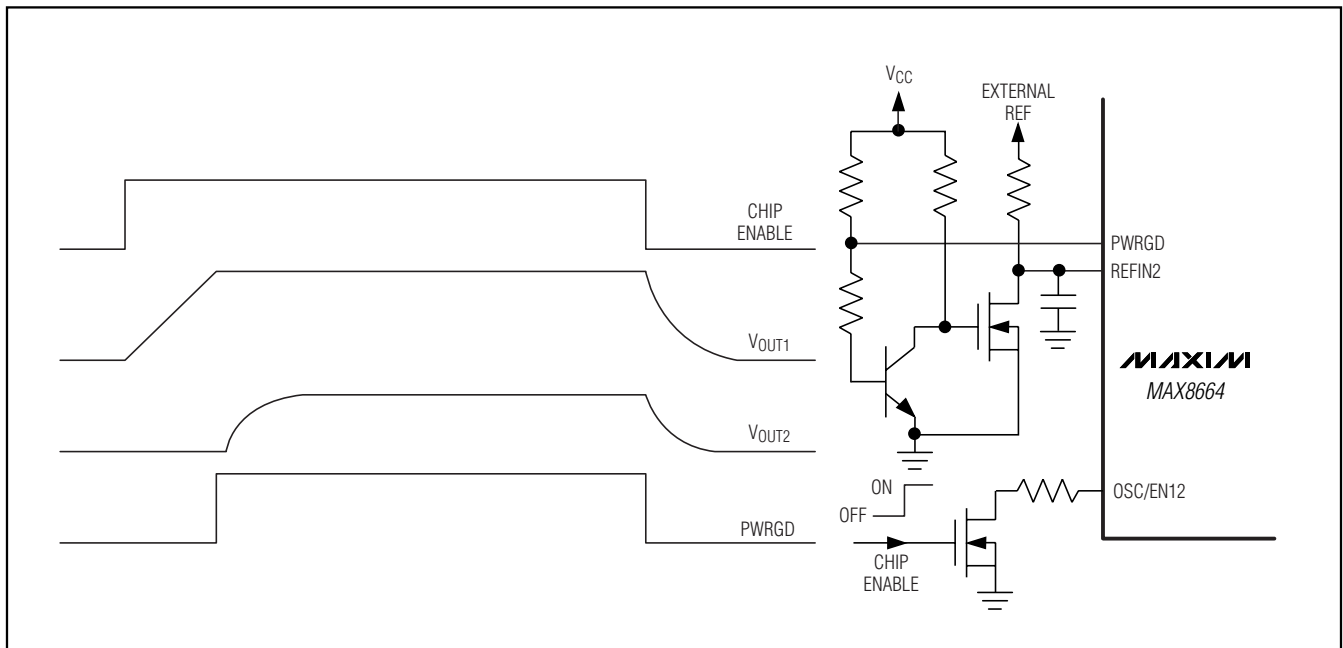 CHIP
ENABLE
VOUT1
VOUT2
PWRGD
VCC
EXTERNAL
REF
PWRGD
REFIN2
MAXIM
MAX8664
ON
OFF
OSC/EN12
CHIP
ENABLE